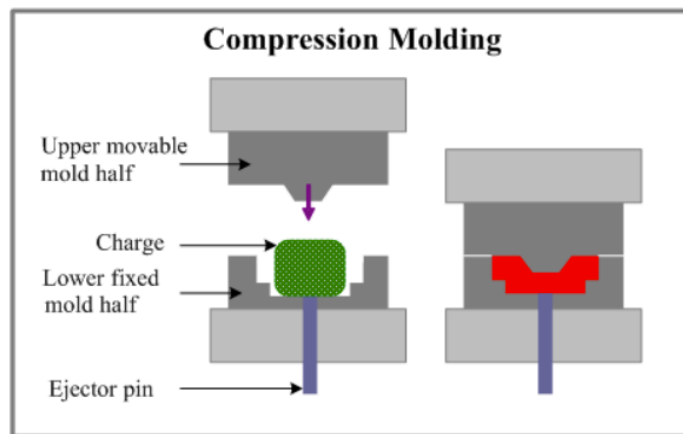 Compression Molding
Upper movable
mold half
Charge
Lower fixed
mold half
Ejector pin